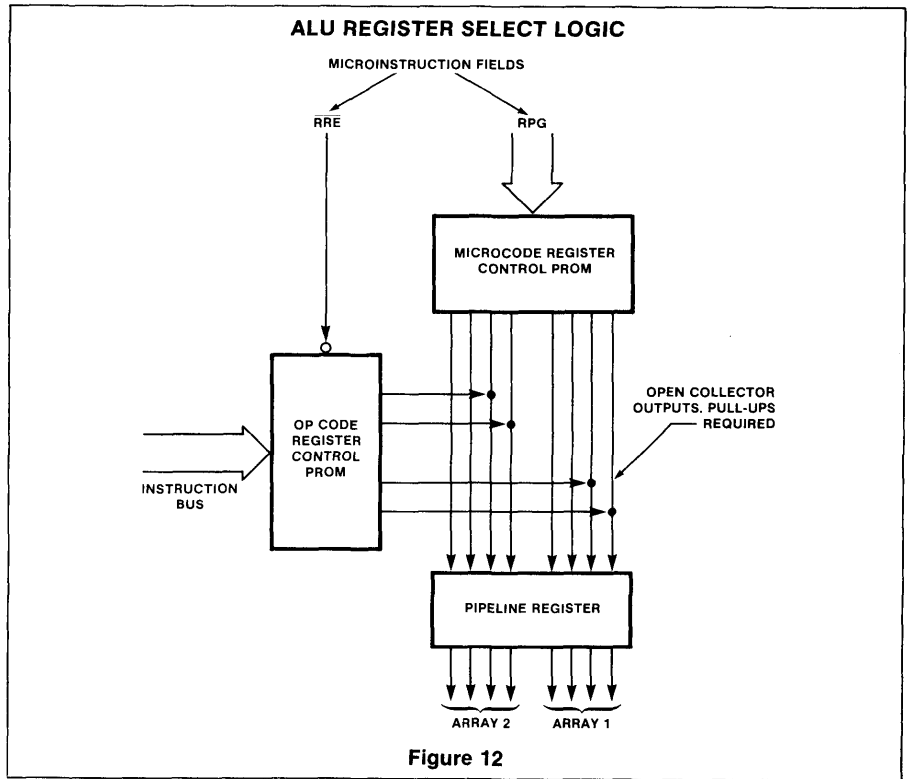 ALU REGISTER SELECT LOGIC
MICROINSTRUCTION FIELDS
RRE
RPG
MICROCODE REGISTER
CONTROL PROM
OPEN COLLECTOR
OUTPUTS. PULL-UPS
REQUIRED
OP CODE
REGISTER
CONTROL
PROM
INSTRUCTION
BUS
PIPELINE REGISTER
ARRAY 2
ARRAY 1
Figure 12